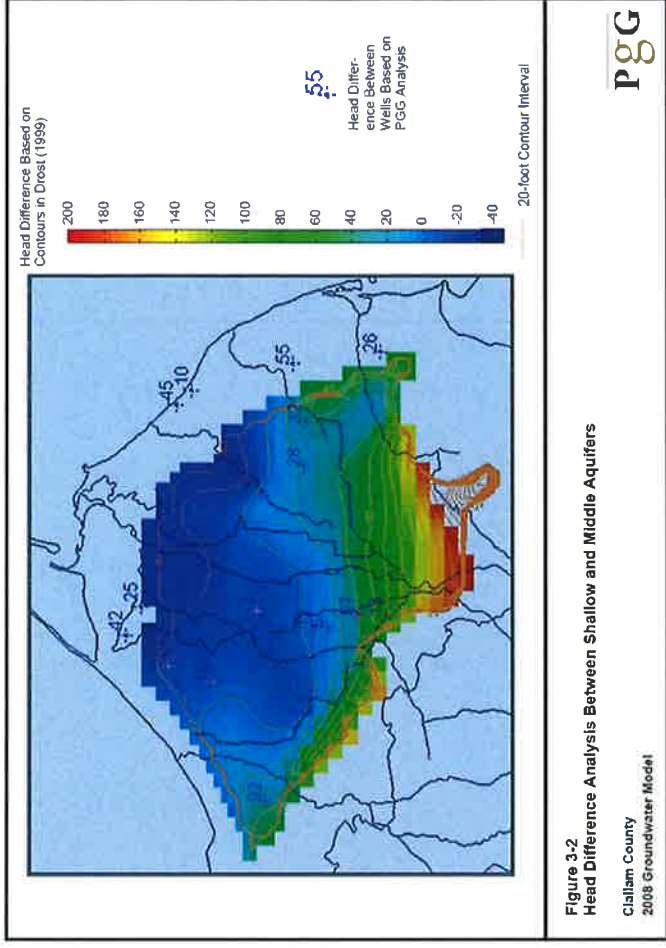 Head Difference Based on
Contours in Drost (1999)
200
180
160
140
120
100
80
60
40
20
0
-20
-40
55
Head Differ-
ence Between
Wells Based on
PGG Analysis
20-foot Contour Interval
45
10
55
26
42
25
28
92
Figure 3-2
Head Difference Analysis Between Shallow and Middle Aquifers
Clallam County
2008 Groundwater Model
PgG